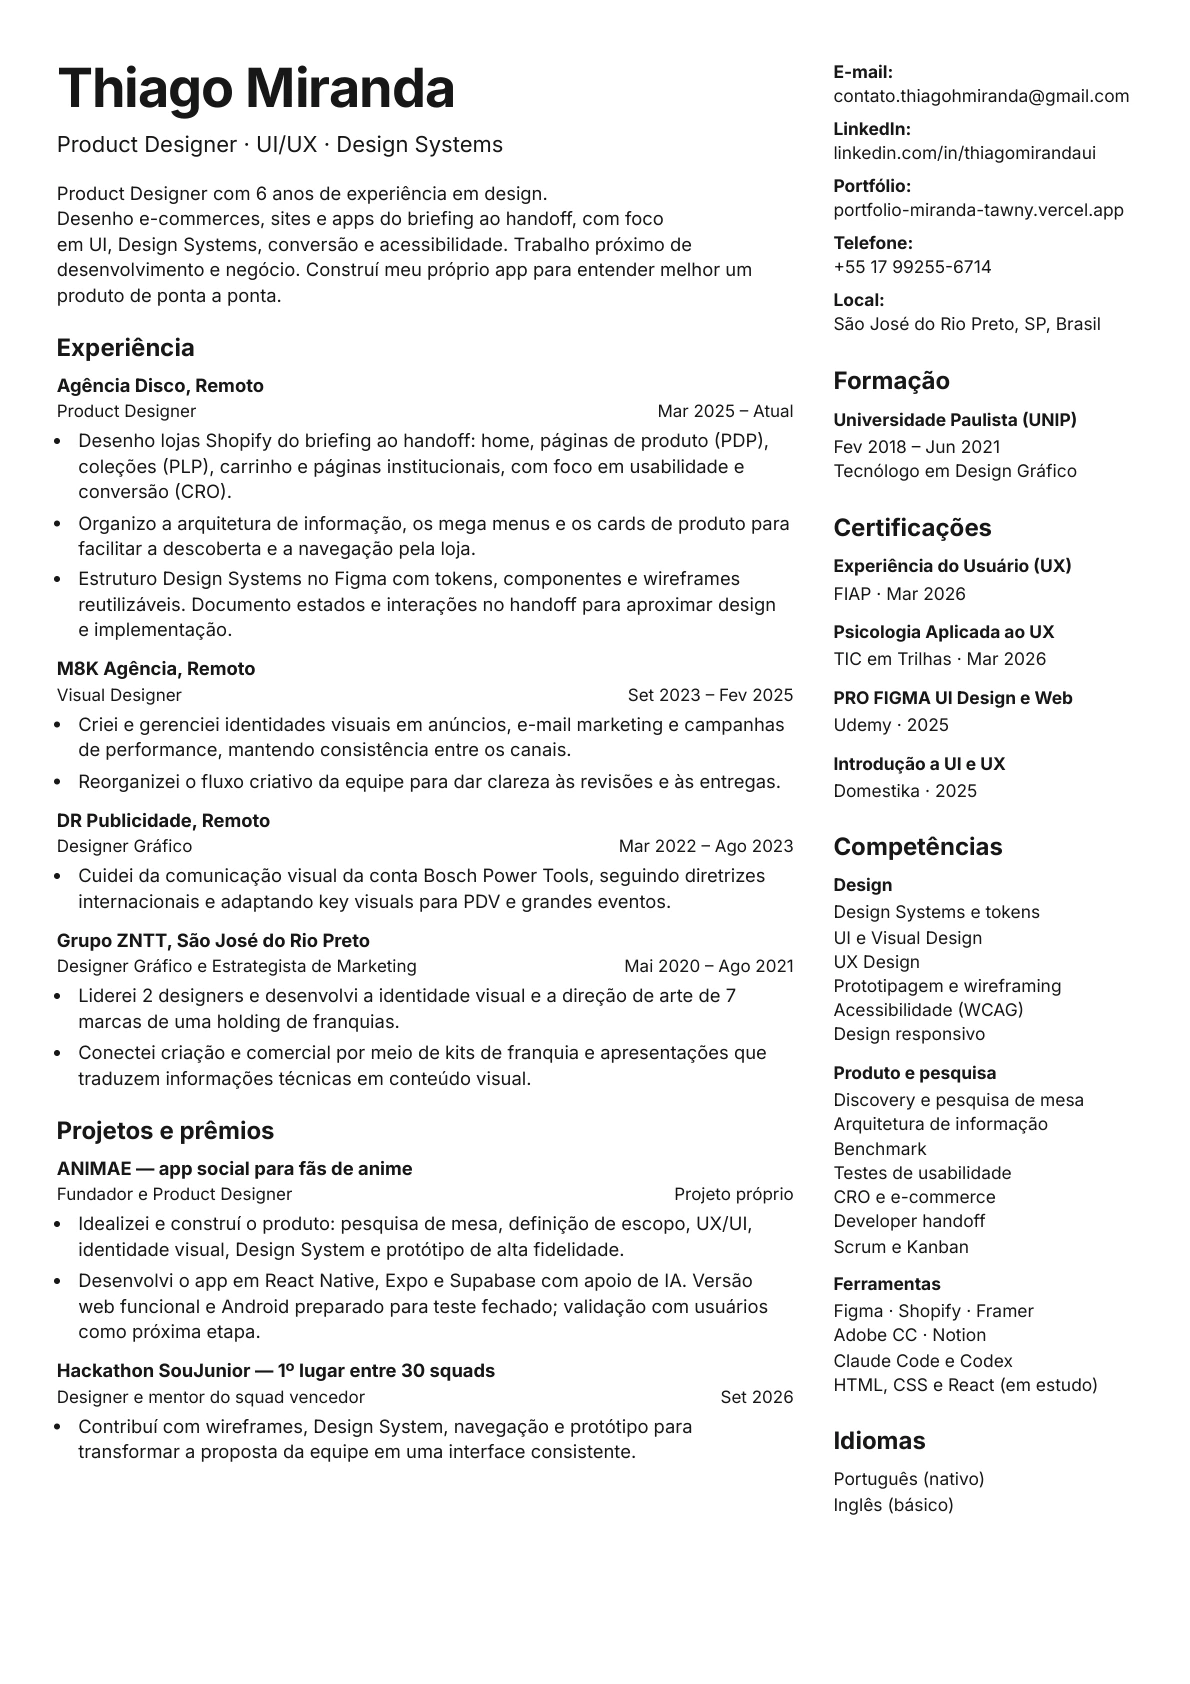 Thiago Miranda
Product Designer · UI/UX · Design Systems
Product Designer com 6 anos de experiência em design.
Desenho e-commerces, sites e apps do briefing ao handoff, com foco
em UI, Design Systems, conversão e acessibilidade. Trabalho próximo de
desenvolvimento e negócio. Construí meu próprio app para entender melhor um
produto de ponta a ponta.
Experiência
Agência Disco, Remoto
Product Designer Mar 2025 – Atual
• Desenho lojas Shopify do briefing ao handoff: home, páginas de produto (PDP),
coleções (PLP), carrinho e páginas institucionais, com foco em usabilidade e
conversão (CRO).
• Organizo a arquitetura de informação, os mega menus e os cards de produto para
facilitar a descoberta e a navegação pela loja.
• Estruturo Design Systems no Figma com tokens, componentes e wireframes
reutilizáveis. Documento estados e interações no handoff para aproximar design
e implementação.
M8K Agência, Remoto
Visual Designer Set 2023 – Fev 2025
• Criei e gerenciei identidades visuais em anúncios, e-mail marketing e campanhas
de performance, mantendo consistência entre os canais.
• Reorganizei o fluxo criativo da equipe para dar clareza às revisões e às entregas.
DR Publicidade, Remoto
Designer Gráfico Mar 2022 – Ago 2023
• Cuidei da comunicação visual da conta Bosch Power Tools, seguindo diretrizes
internacionais e adaptando key visuals para PDV e grandes eventos.
Grupo ZNTT, São José do Rio Preto
Designer Gráfico e Estrategista de Marketing Mai 2020 – Ago 2021
• Liderei 2 designers e desenvolvi a identidade visual e a direção de arte de 7
marcas de uma holding de franquias.
• Conectei criação e comercial por meio de kits de franquia e apresentações que
traduzem informações técnicas em conteúdo visual.
Projetos e prêmios
ANIMAE — app social para fãs de anime
Fundador e Product Designer Projeto próprio
• Idealizei e construí o produto: pesquisa de mesa, definição de escopo, UX/UI,
identidade visual, Design System e protótipo de alta fidelidade.
• Desenvolvi o app em React Native, Expo e Supabase com apoio de IA. Versão
web funcional e Android preparado para teste fechado; validação com usuários
como próxima etapa.
Hackathon SouJunior — 1º lugar entre 30 squads
Designer e mentor do squad vencedor Set 2026
• Contribuí com wireframes, Design System, navegação e protótipo para
transformar a proposta da equipe em uma interface consistente.
E-mail:
contato.thiagohmiranda@gmail.com
LinkedIn:
linkedin.com/in/thiagomirandaui
Portfólio:
portfolio-miranda-tawny.vercel.app
Telefone:
+55 17 99255-6714
Local:
São José do Rio Preto, SP, Brasil
Formação
Universidade Paulista (UNIP)
Fev 2018 – Jun 2021
Tecnólogo em Design Gráfico
Certificações
Experiência do Usuário (UX)
FIAP · Mar 2026
Psicologia Aplicada ao UX
TIC em Trilhas · Mar 2026
PRO FIGMA UI Design e Web
Udemy · 2025
Introdução a UI e UX
Domestika · 2025
Competências
Design
Design Systems e tokens
UI e Visual Design
UX Design
Prototipagem e wireframing
Acessibilidade (WCAG)
Design responsivo
Produto e pesquisa
Discovery e pesquisa de mesa
Arquitetura de informação
Benchmark
Testes de usabilidade
CRO e e-commerce
Developer handoff
Scrum e Kanban
Ferramentas
Figma · Shopify · Framer
Adobe CC · Notion
Claude Code e Codex
HTML, CSS e React (em estudo)
Idiomas
Português (nativo)
Inglês (básico)